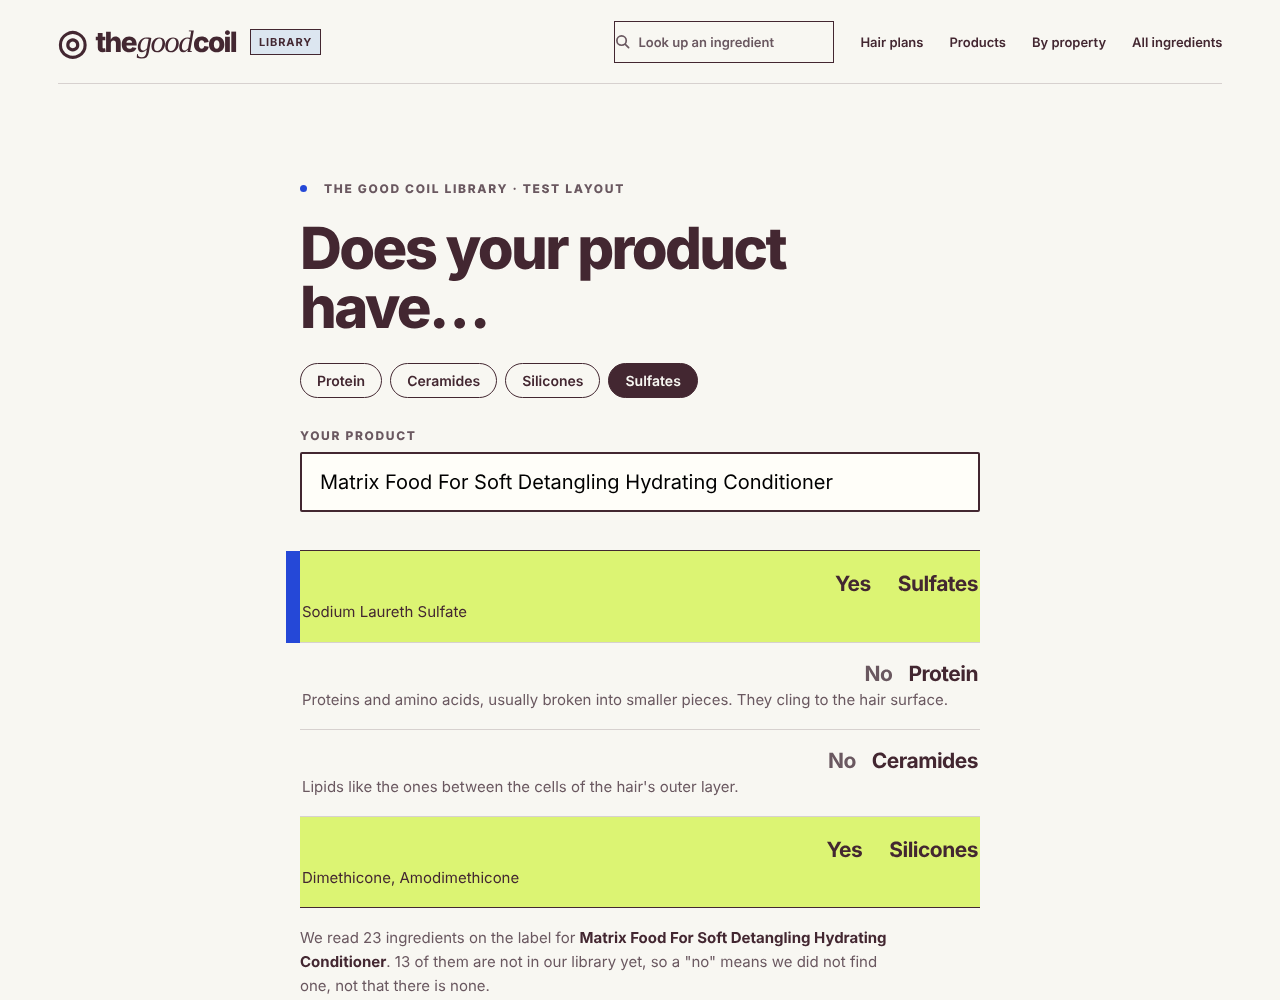 thegoodcoil LIBRARY
Look up an ingredient
Hair plans Products By property All ingredients
THE GOOD COIL LIBRARY · TEST LAYOUT
Does your product
have…
Protein Ceramides Silicones Sulfates
YOUR PRODUCT
Matrix Food For Soft Detangling Hydrating Conditioner
Yes Sulfates
Sodium Laureth Sulfate
No Protein
Proteins and amino acids, usually broken into smaller pieces. They cling to the hair surface.
No Ceramides
Lipids like the ones between the cells of the hair's outer layer.
Yes Silicones
Dimethicone, Amodimethicone
We read 23 ingredients on the label for Matrix Food For Soft Detangling Hydrating
Conditioner. 13 of them are not in our library yet, so a "no" means we did not find
one, not that there is none.